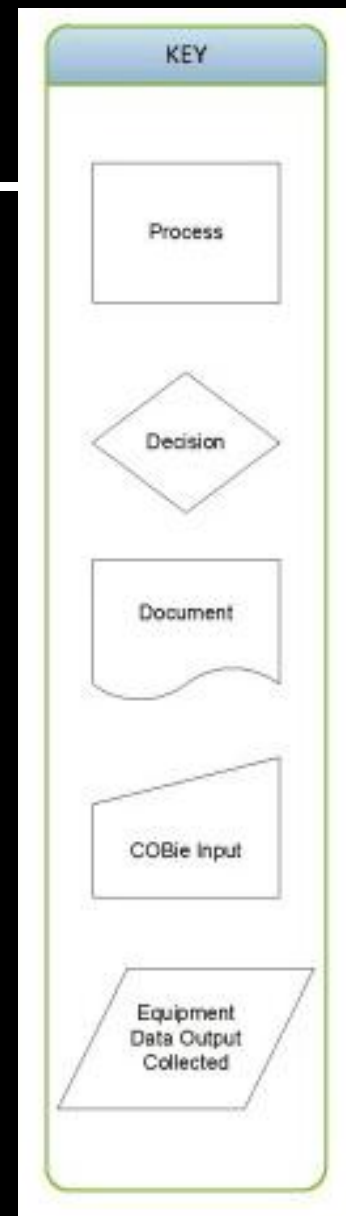 KEY
Process
Decision
Document
COBie Input
Equipment
Data Output
Collected